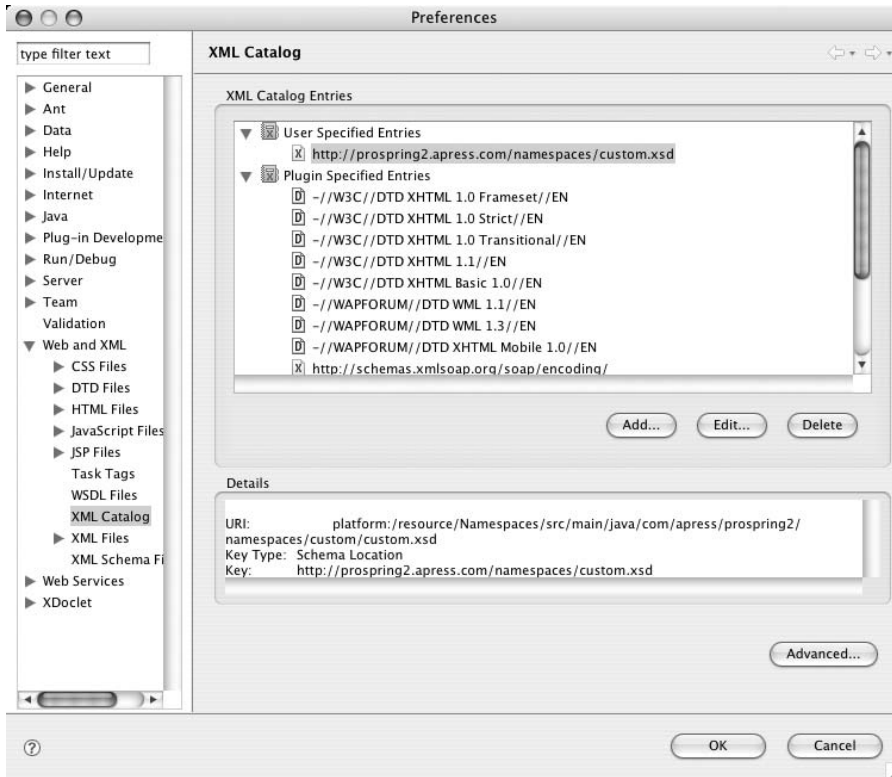 Preferences
type filter text
General
Ant
Data
Help
Install/Update
Internet
Java
Plug-in Developme
Run/Debug
Server
Team
Validation
Web and XML
CSS Files
DTD Files
HTML Files
JavaScript Files
JSP Files
Task Tags
WSDL Files
XML Catalog
XML Files
XML Schema Fi
Web Services
XDoclet
XML Catalog
XML Catalog Entries
User Specified Entries
X http://prospring2.apress.com/namespaces/custom.xsd
Plugin Specified Entries
D -//W3C//DTD XHTML 1.0 Frameset//EN
D -//W3C//DTD XHTML 1.0 Strict//EN
D -//W3C//DTD XHTML 1.0 Transitional//EN
D -//W3C//DTD XHTML 1.1//EN
D -//W3C//DTD XHTML Basic 1.0//EN
D -//WAPFORUM//DTD WML 1.1//EN
D -//WAPFORUM//DTD WML 1.3//EN
D -//WAPFORUM//DTD XHTML Mobile 1.0//EN
X http://schemas.xmlsoap.org/soap/encoding/
Add... Edit... Delete
Details
URI: platform:/resource/Namespaces/src/main/java/com/apress/prospring2/
namespaces/custom/custom.xsd
Key Type: Schema Location
Key: http://prospring2.apress.com/namespaces/custom.xsd
Advanced...
? OK Cancel